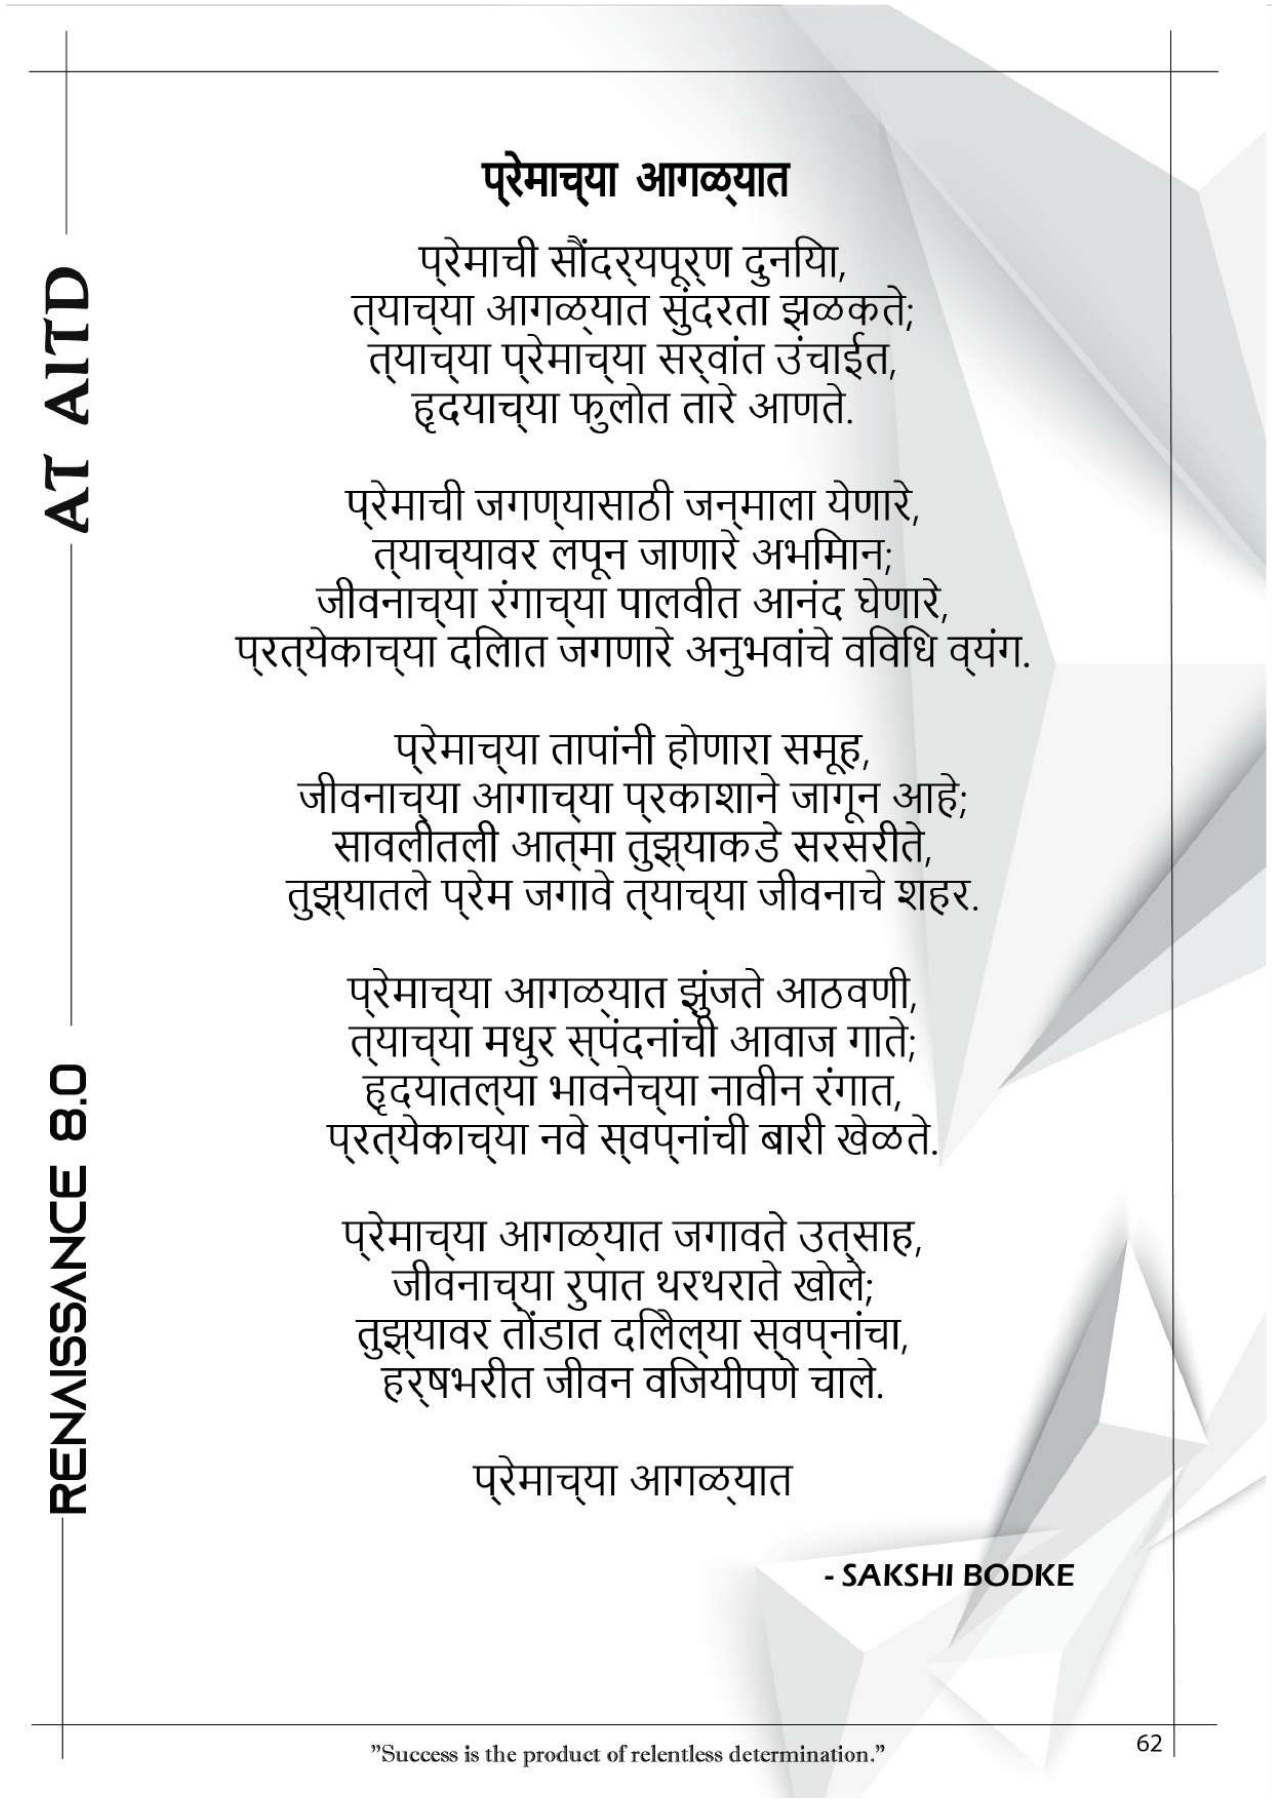 प्रेमाच्या आगळ्यात
प्रेमाची सौंदर्यपूर्ण दुनिया,
त्याच्या आगळ्यात सुंदरता झळकते;
त्याच्या प्रेमाच्या सर्वांत उंचाईत,
हृदयाच्या फुलोत तारे आणते.
प्रेमाची जगण्यासाठी जन्माला येणारे,
त्याच्यावर लपून जाणारे अभिमान;
जीवनाच्या रंगाच्या पालवीत आनंद घेणारे,
प्रत्येकाच्या दिलात जगणारे अनुभवांचे विविध व्यंग.
प्रेमाच्या तापांनी होणारा समूह,
जीवनाच्या आगाच्या प्रकाशाने जागून आहे;
सावलीतली आत्मा तुझ्याकडे सरसरीते,
तुझ्यातले प्रेम जगावे त्याच्या जीवनाचे शहर.
प्रेमाच्या आगळ्यात झुंजते आठवणी,
त्याच्या मधुर स्पंदनांची आवाज गाते;
हृदयातल्या भावनेच्या नावीन रंगात,
प्रत्येकाच्या नवे स्वप्नांची बारी खेळते.
प्रेमाच्या आगळ्यात जगावते उत्साह,
जीवनाच्या रुपात थरथराते खोले;
तुझ्यावर तोंडात दिलेल्या स्वप्नांचा,
हर्षभरीत जीवन विजयीपणे चाले.
प्रेमाच्या आगळ्यात
- SAKSHI BODKE
AT AITD
RENAISSANCE 8.0
"Success is the product of relentless determination."
62